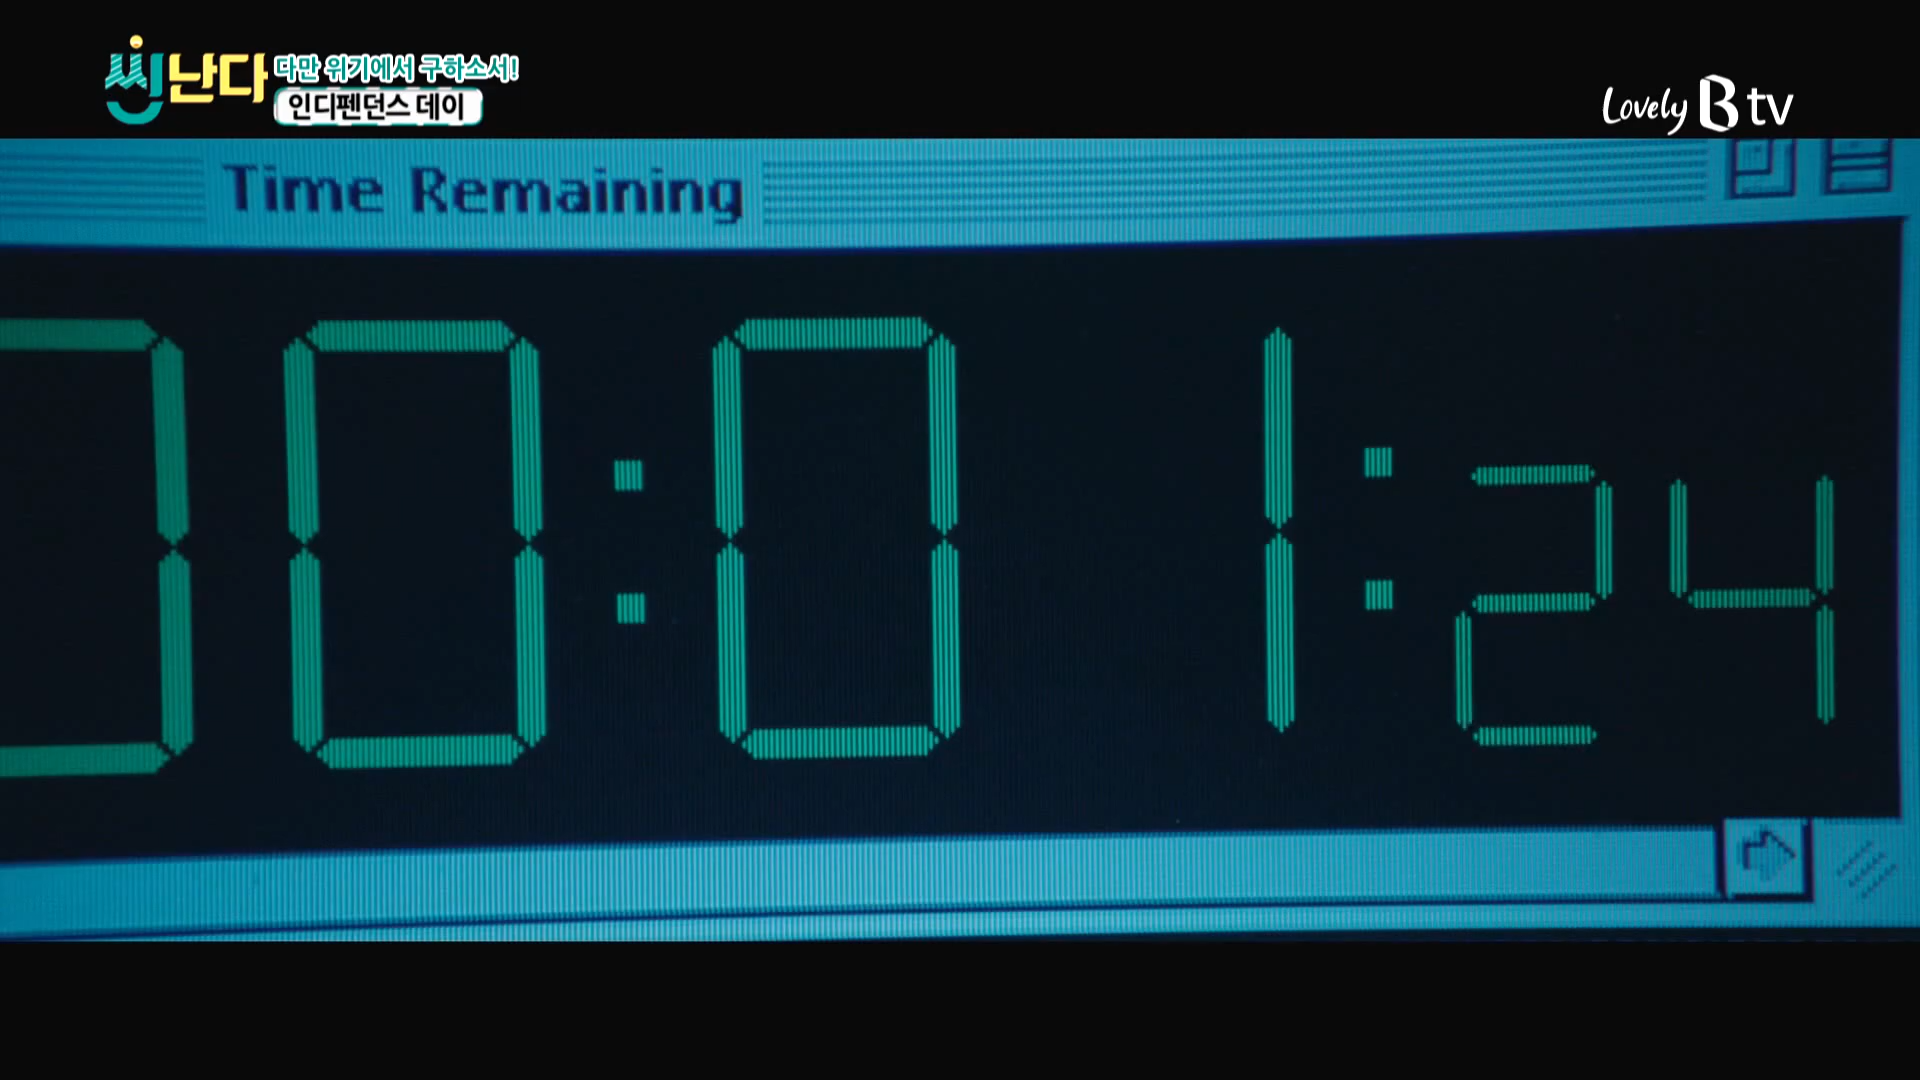 씬난다
다만 위기에서 구하소서!
인디펜던스 데이
Lovely B tv
Time Remaining
00:01:24